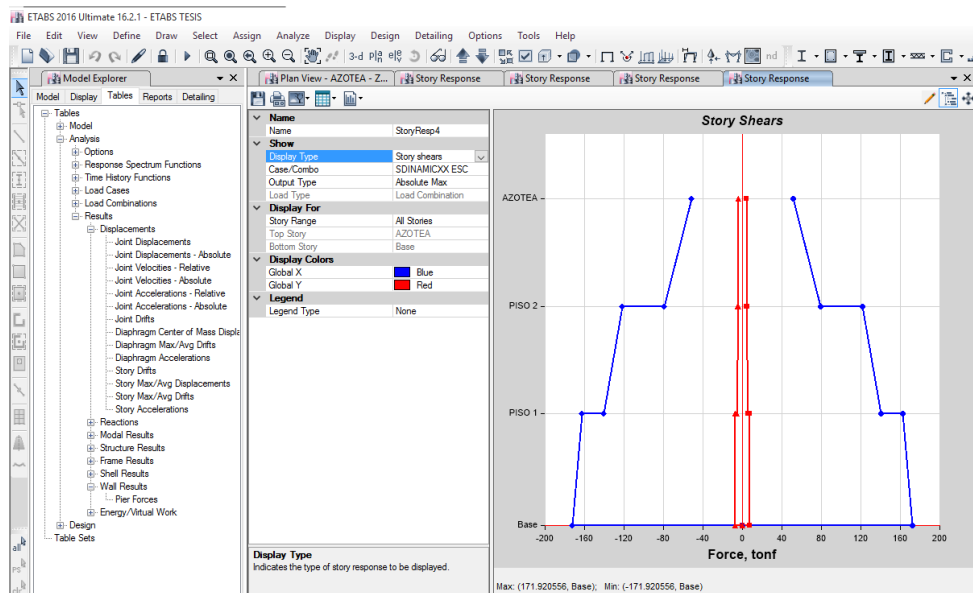 ETABS 2016 Ultimate 16.2.1 - ETABS TESIS
File Edit View Define Draw Select Assign Analyze Display Design Detailing Options Tools Help
3-d nd
Model Explorer
Plan View - AZOTEA - Z... Story Response Story Response Story Response Story Response
Model Display Tables Reports Detailing
Tables
Model
Analysis
Options
Response Spectrum Functions
Time History Functions
Load Cases
Load Combinations
Results
Displacements
Joint Displacements
Joint Displacements - Absolute
Joint Velocities - Relative
Joint Velocities - Absolute
Joint Accelerations - Relative
Joint Accelerations - Absolute
Joint Drifts
Diaphragm Center of Mass Displa
Diaphragm Max/Avg Drifts
Diaphragm Accelerations
Story Drifts
Story Max/Avg Displacements
Story Max/Avg Drifts
Story Accelerations
Reactions
Modal Results
Structure Results
Frame Results
Shell Results
Wall Results
Pier Forces
Energy/Virtual Work
Design
Table Sets
all
Name
Name StoryResp4
Show
Display Type Story shears
Case/Combo SDINAMICXX ESC
Output Type Absolute Max
Load Type Load Combination
Display For
Story Range All Stories
Top Story AZOTEA
Bottom Story Base
Display Colors
Global X Blue
Global Y Red
Legend
Legend Type None
Display Type
Indicates the type of story response to be displayed.
Story Shears
AZOTEA
PISO 2
PISO 1
Base
-200 -160 -120 -80 -40 0 40 80 120 160 200
Force, tonf
Max: (171.920556, Base); Min: (-171.920556, Base)